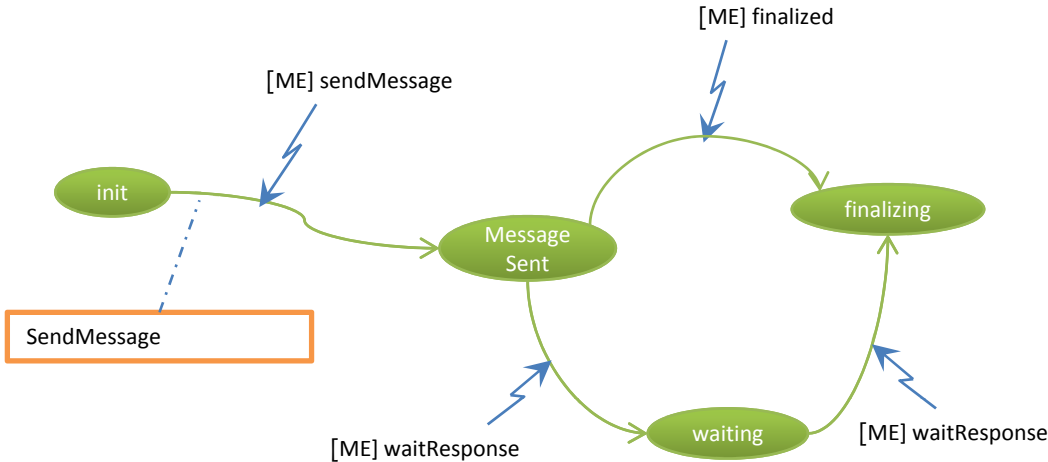 [ME] finalized
[ME] sendMessage
init
finalizing
Message
Sent
SendMessage
waiting
[ME] waitResponse
[ME] waitResponse